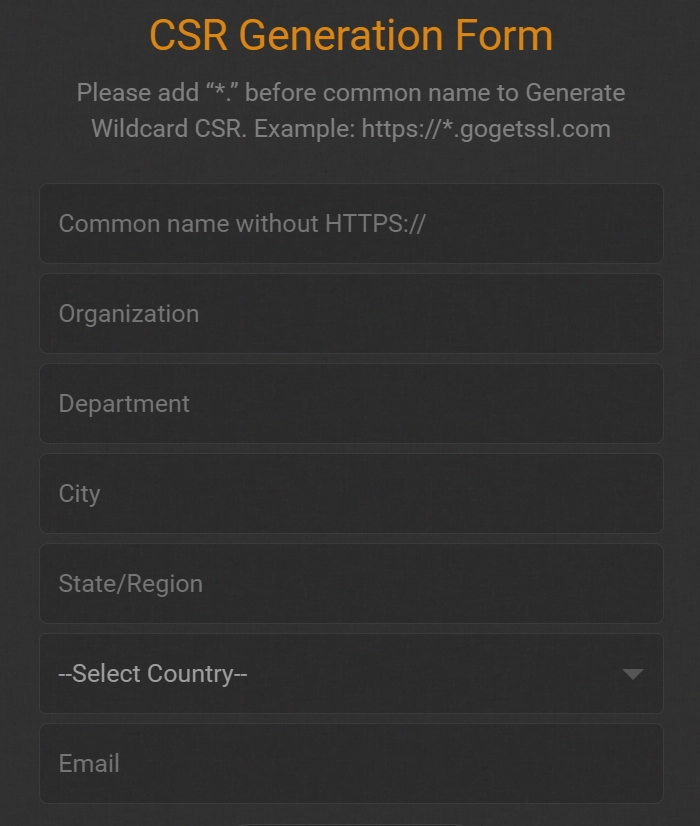 CSR Generation Form
Please add “*.” before common name to Generate
Wildcard CSR. Example: https://*.gogetssl.com
Common name without HTTPS://
Organization
Department
City
State/Region
--Select Country--
Email